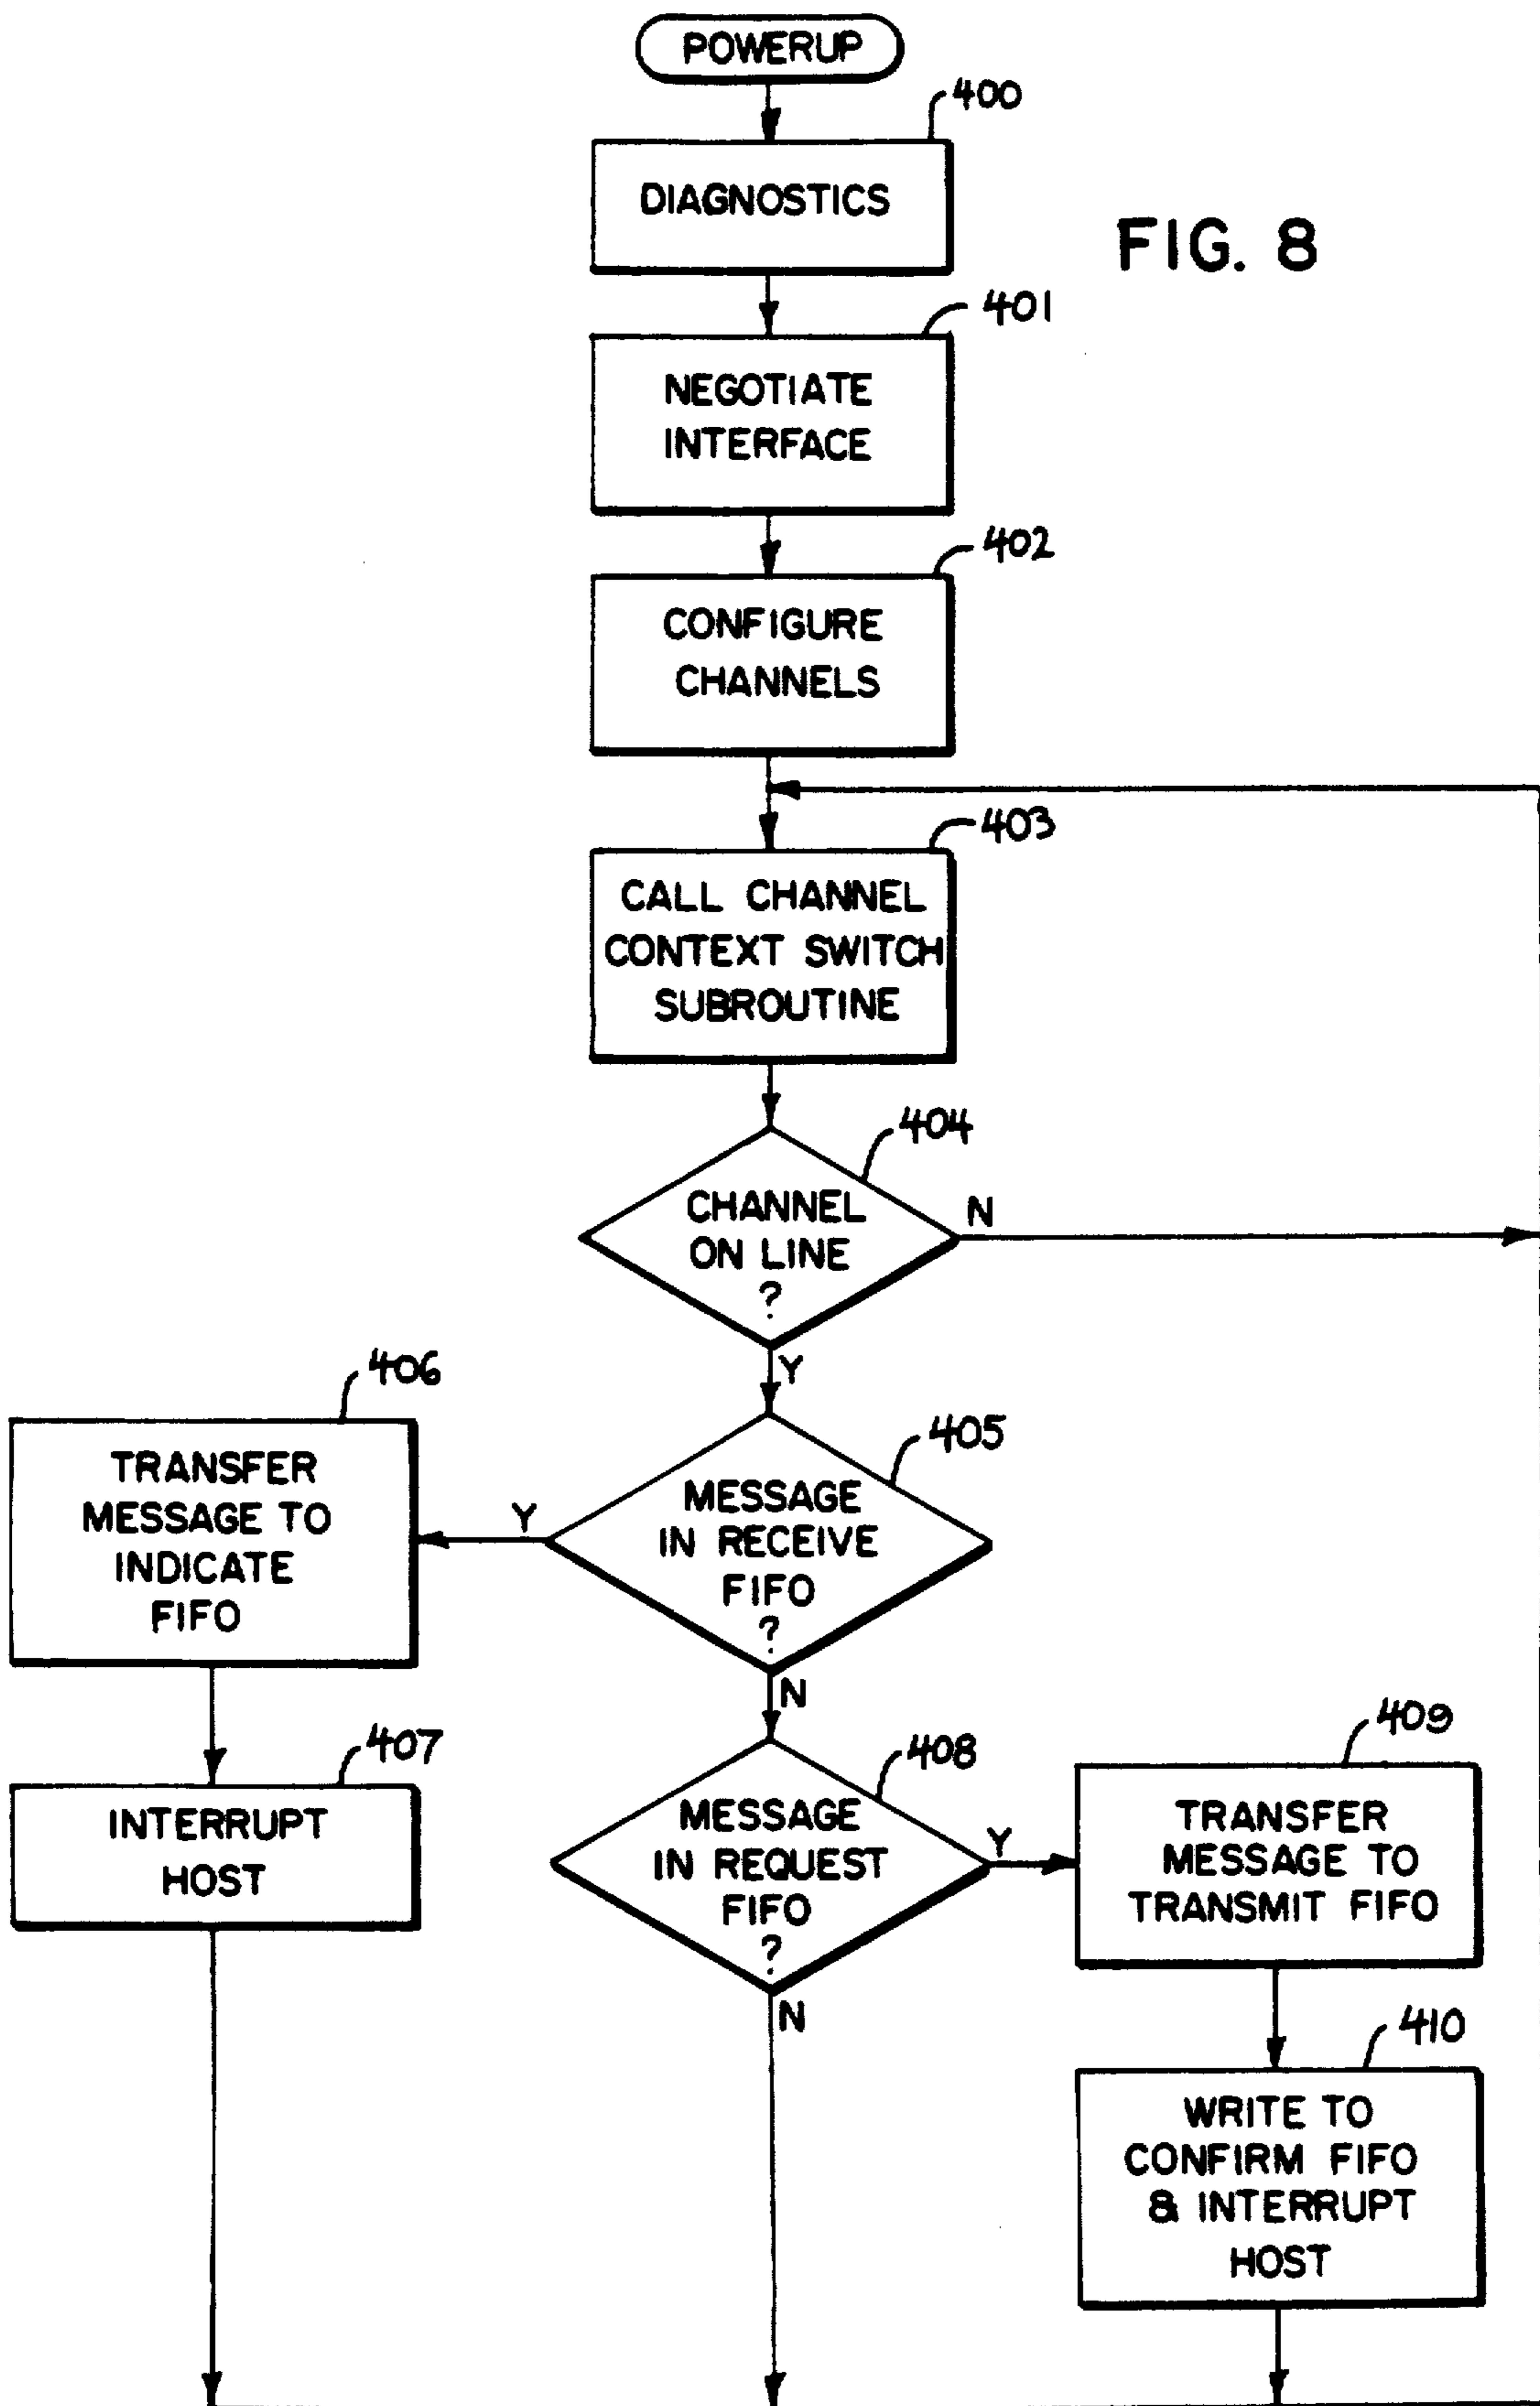 POWERUP
400
DIAGNOSTICS
FIG. 8
401
NEGOTIATE
INTERFACE
402
CONFIGURE
CHANNELS
403
CALL CHANNEL
CONTEXT SWITCH
SUBROUTINE
404
CHANNEL
ON LINE
?
N
Y
406
TRANSFER
MESSAGE TO
INDICATE
FIFO
405
MESSAGE
IN RECEIVE
FIFO
?
Y
N
407
INTERRUPT
HOST
408
MESSAGE
IN REQUEST
FIFO
?
Y
N
409
TRANSFER
MESSAGE TO
TRANSMIT FIFO
410
WRITE TO
CONFIRM FIFO
& INTERRUPT
HOST